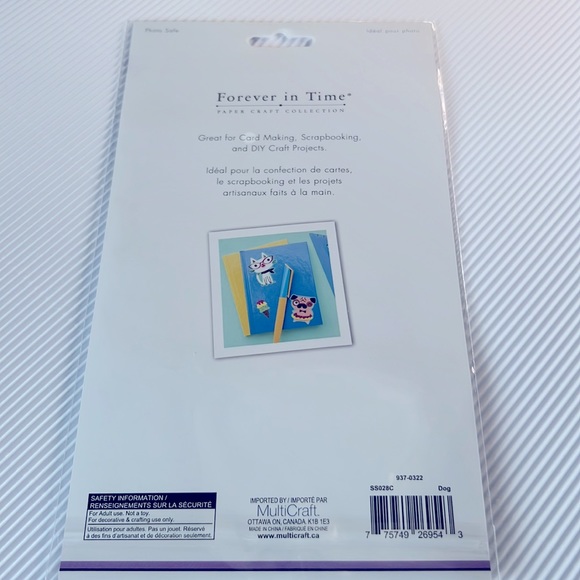 Photo Safe
Idéal pour photos
Forever in Time®
PAPER CRAFT COLLECTION
Great for Card Making, Scrapbooking,
and DIY Craft Projects.
Idéal pour la confection de cartes,
le scrapbooking et les projets
artisanaux faits à la main.
SAFETY INFORMATION /
RENSEIGNEMENTS SUR LA SÉCURITÉ
For Adult use. Not a toy.
For decorative & crafting use only.
Utilisation pour adultes. Pas un jouet. Réservé
à des fins d'artisanat et de décoration seulement.
IMPORTED BY / IMPORTÉ PAR
MultiCraft.
OTTAWA ON, CANADA, K1B 1E3
MADE IN CHINA / FABRIQUÉ EN CHINE
www.multicraft.ca
937-0322
SS028C Dog
7 75749 26954 3